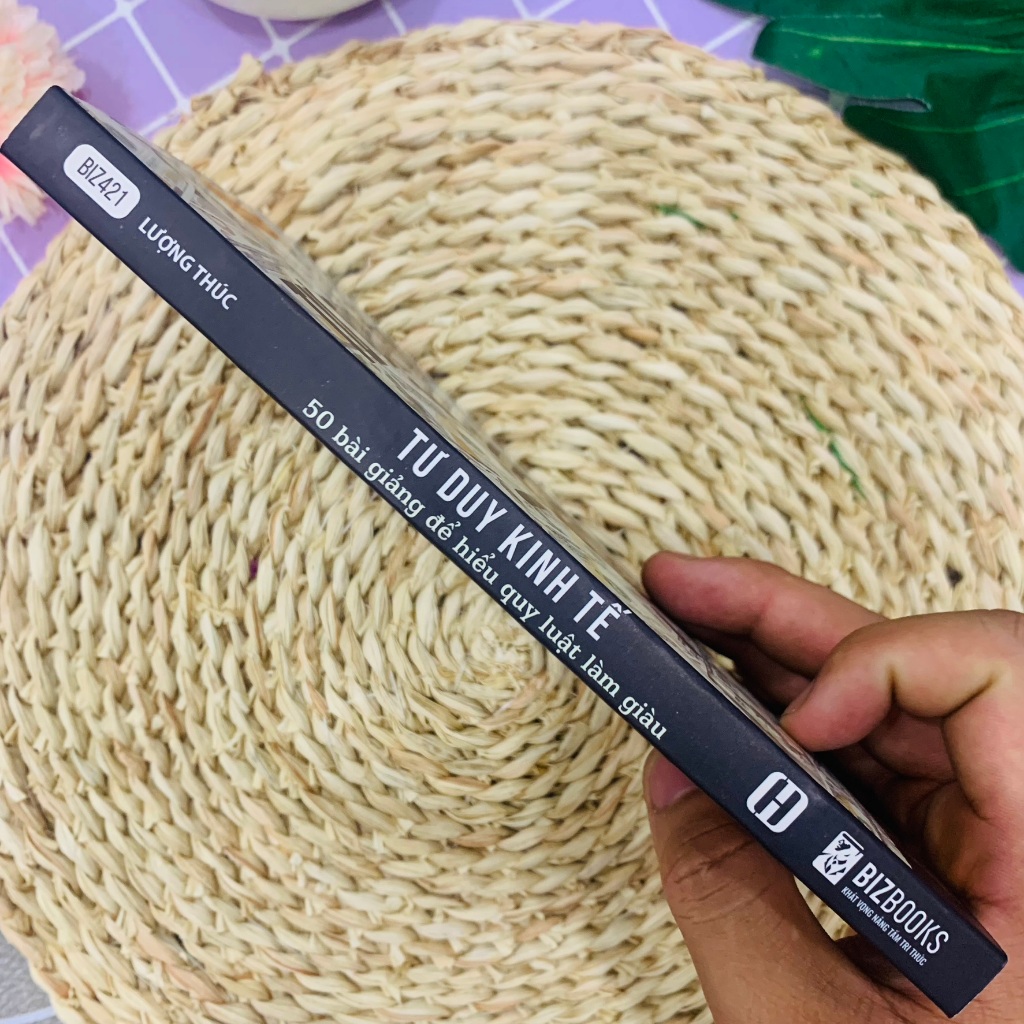 BIZ421
LƯỢNG THÚC
TƯ DUY KINH TẾ
50 bài giảng để hiểu quy luật làm giàu
BIZBOOKS
KHÁT VỌNG NÂNG TẦM TRI THỨC